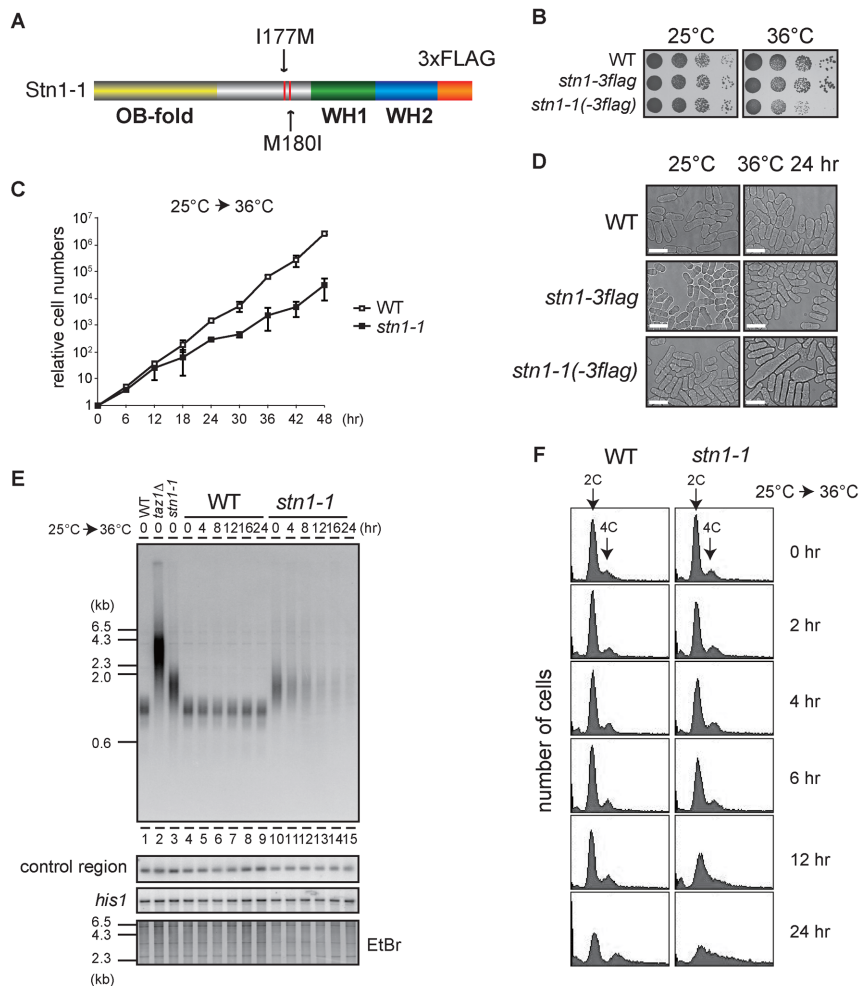 A
I177M
3xFLAG
Stn1-1
OB-fold
WH1
WH2
M180I
B
25°C
36°C
WT
stn1-3flag
stn1-1(-3flag)
C
25°C → 36°C
relative cell numbers
10⁷
10⁶
10⁵
10⁴
10³
10²
10
1
0 6 12 18 24 30 36 42 48 (hr)
WT
stn1-1
D
25°C
36°C 24 hr
WT
stn1-3flag
stn1-1(-3flag)
E
WT
taz1Δ
stn1-1
WT
stn1-1
25°C → 36°C 0 0 0 0 4 8 12 16 24 0 4 8 12 16 24 (hr)
(kb)
6.5
4.3
2.3
2.0
0.6
1 2 3 4 5 6 7 8 9 10 11 12 13 14 15
control region
his1
6.5
4.3
2.3
EtBr
(kb)
F
WT
stn1-1
25°C → 36°C
2C
4C
2C
4C
number of cells
0 hr
2 hr
4 hr
6 hr
12 hr
24 hr